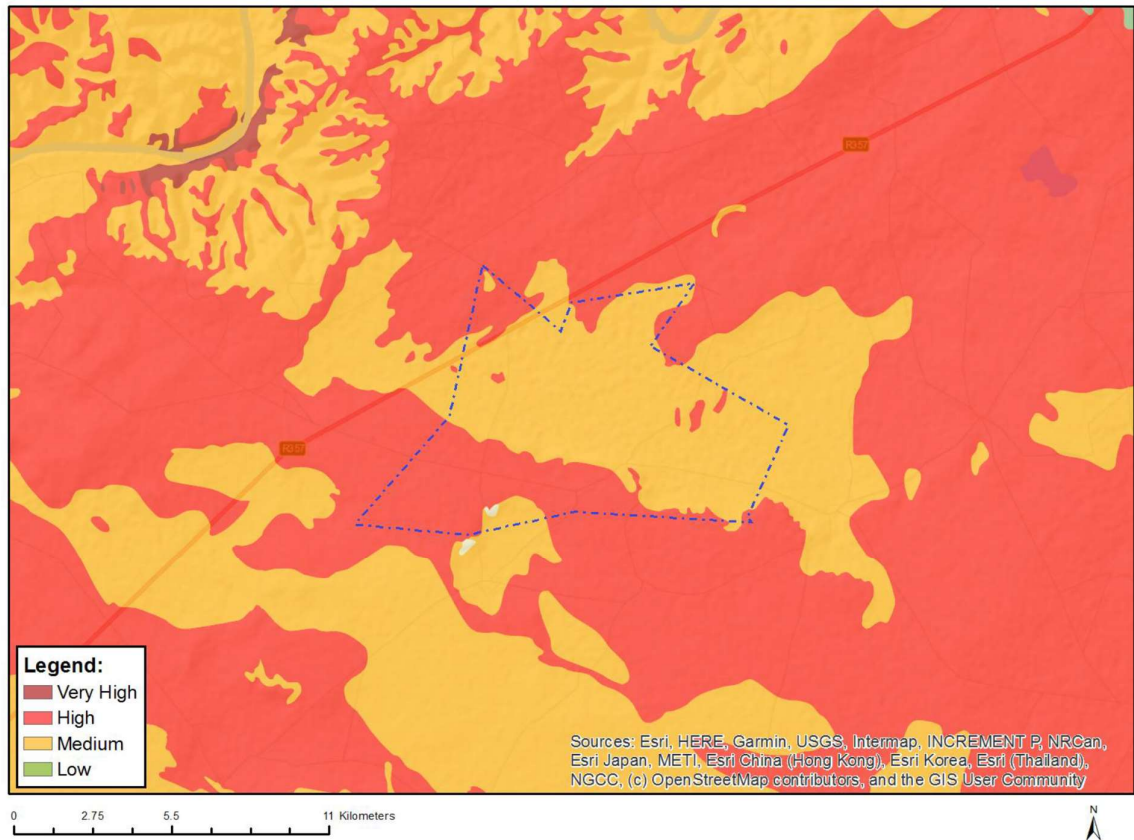 R357
R357
Legend:
Very High
High
Medium
Low
Sources: Esri, HERE, Garmin, USGS, Intermap, INCREMENT P, NRCan,
Esri Japan, METI, Esri China (Hong Kong), Esri Korea, Esri (Thailand),
NGCC, (c) OpenStreetMap contributors, and the GIS User Community
0 2.75 5.5 11 Kilometers
N